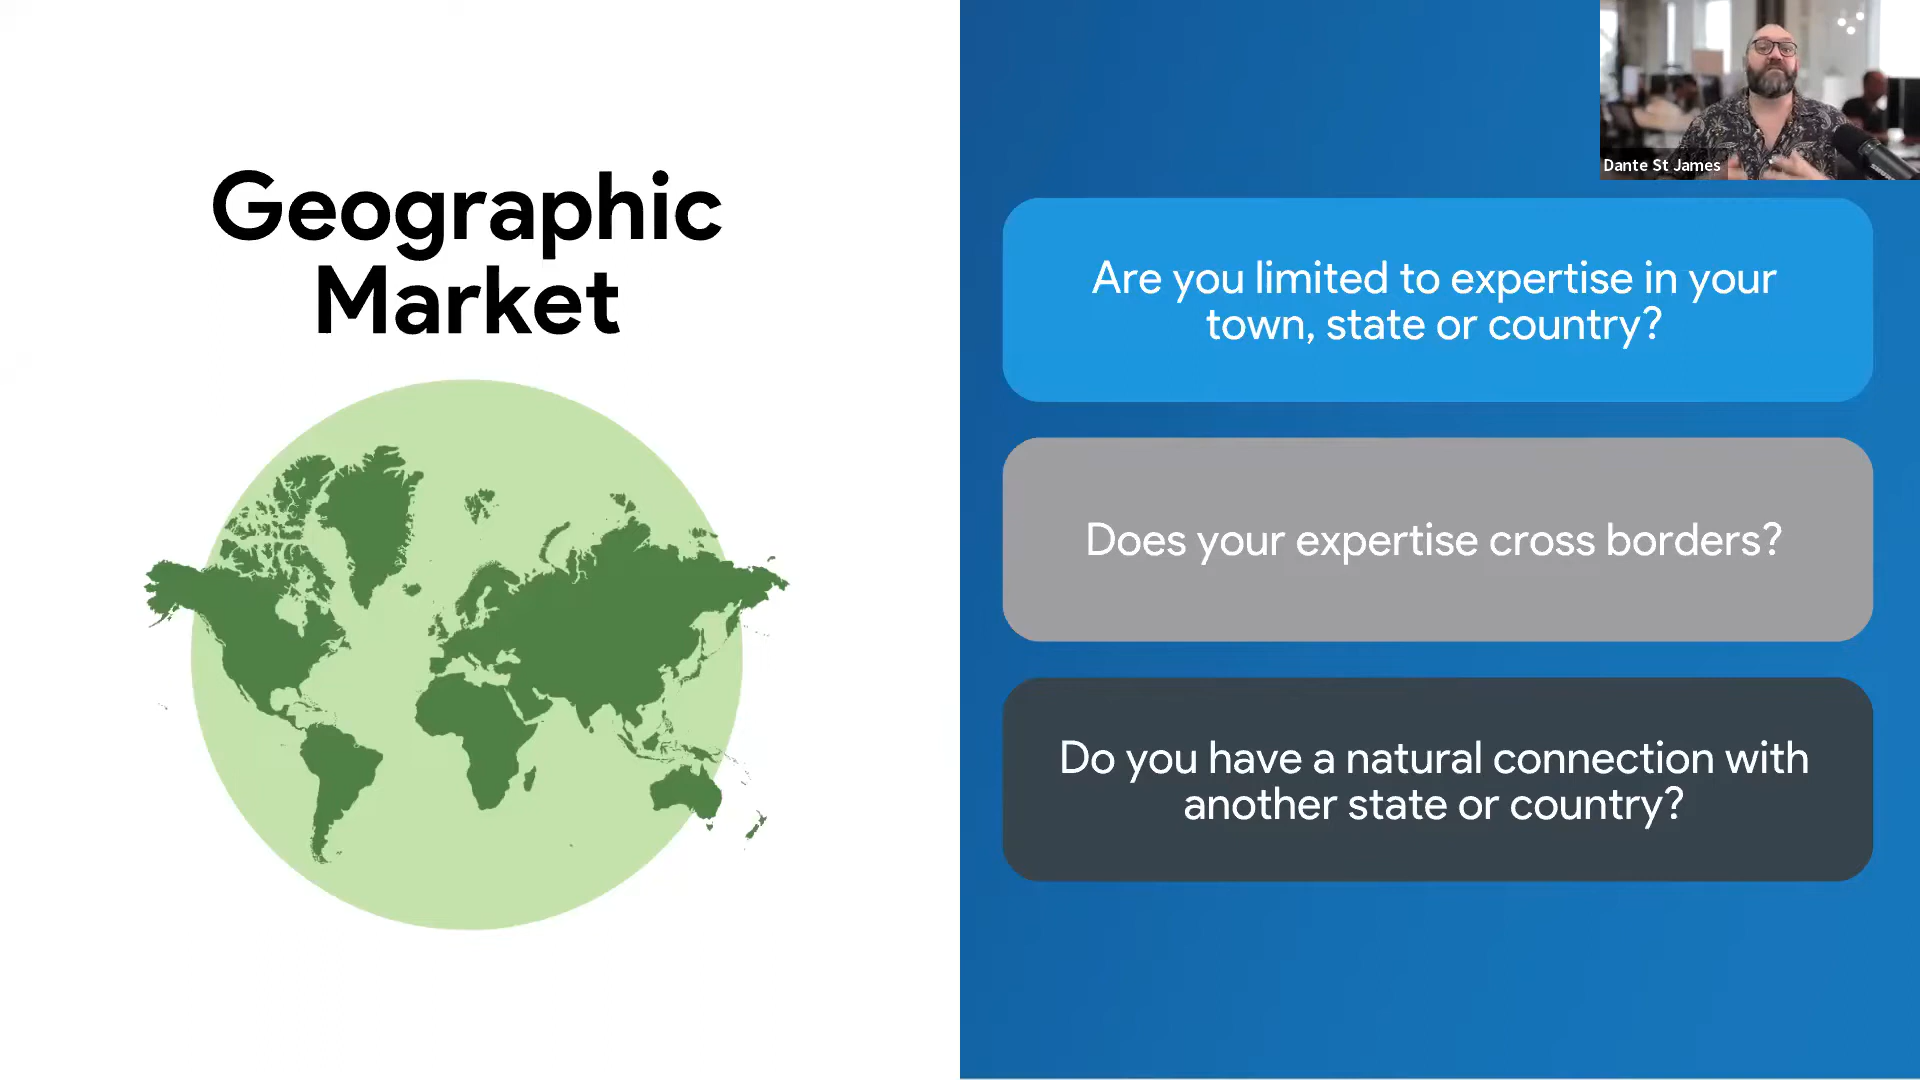 Geographic
Market
Dante St James
Are you limited to expertise in your
town, state or country?
Does your expertise cross borders?
Do you have a natural connection with
another state or country?